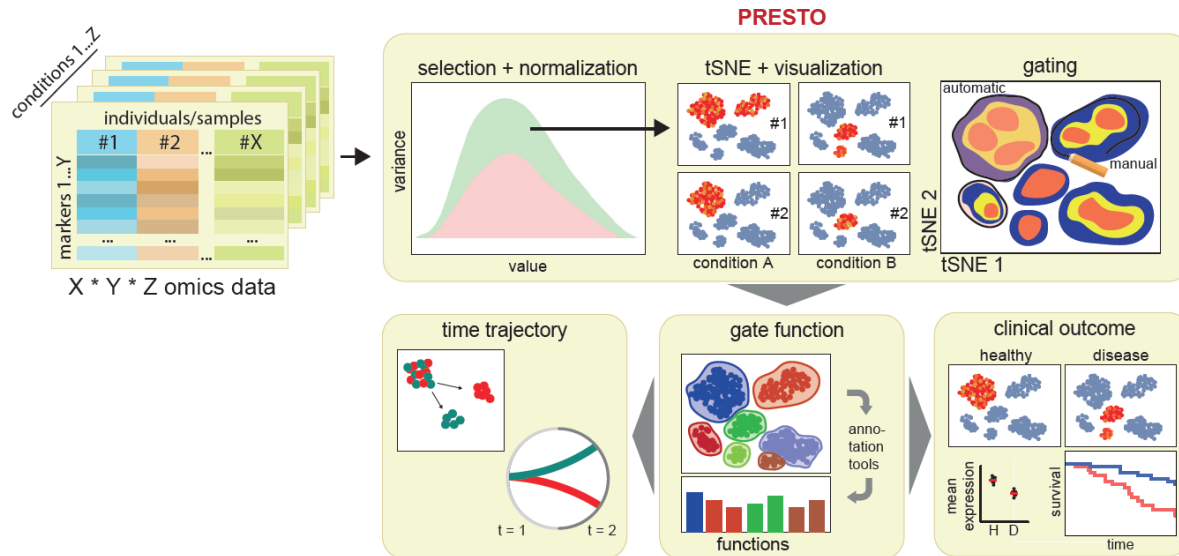 PRESTO
conditions 1...Z
individuals/samples
#1
#2
...
#X
markers 1...Y
...
...
...
...
X * Y * Z omics data
selection + normalization
variance
value
tSNE + visualization
#1
#1
#2
#2
condition A
condition B
gating
automatic
manual
tSNE 2
tSNE 1
time trajectory
t = 1
t = 2
gate function
anno-
tation
tools
functions
clinical outcome
healthy
disease
mean
expression
H
D
survival
time